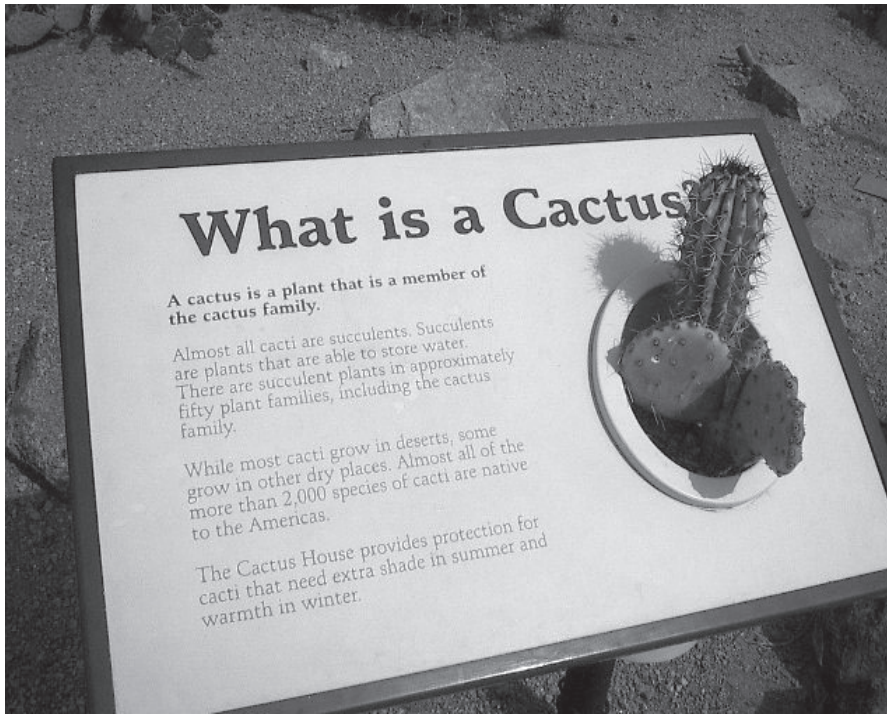 What is a Cactus?
A cactus is a plant that is a member of
the cactus family.
Almost all cacti are succulents. Succulents
are plants that are able to store water.
There are succulent plants in approximately
fifty plant families, including the cactus
family.
While most cacti grow in deserts, some
grow in other dry places. Almost all of the
more than 2,000 species of cacti are native
to the Americas.
The Cactus House provides protection for
cacti that need extra shade in summer and
warmth in winter.